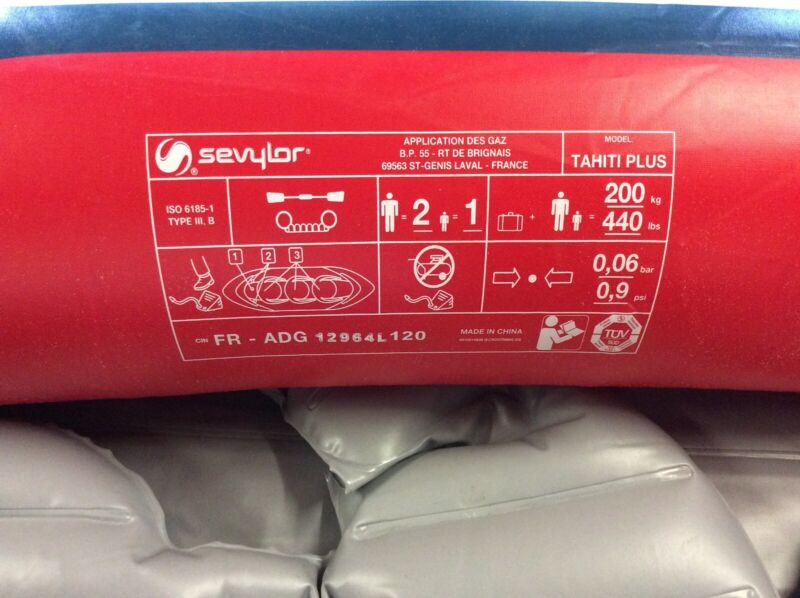 sevylor®
APPLICATION DES GAZ
B.P. 55 - RT DE BRIGNAIS
69563 ST-GENIS LAVAL - FRANCE
MODEL:
TAHITI PLUS
ISO 6185-1
TYPE III, B
= 2 = 1
+ = 200 kg
440 lbs
1 2 3
0,06 bar
0,9 psi
CIN FR - ADG 12964L120
MADE IN CHINA
TÜV
SÜD